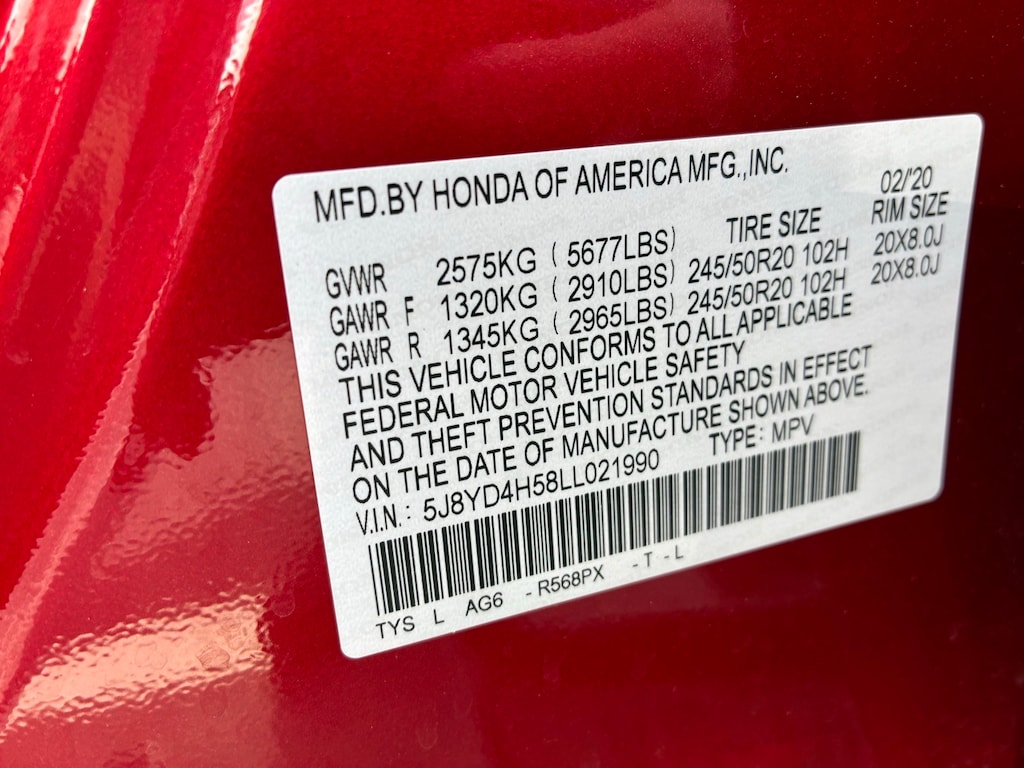 MFD.BY HONDA OF AMERICA MFG.,INC. 02/'20
TIRE SIZE RIM SIZE
GVWR 2575KG ( 5677LBS)
GAWR F 1320KG ( 2910LBS) 245/50R20 102H 20X8.0J
GAWR R 1345KG ( 2965LBS) 245/50R20 102H 20X8.0J
THIS VEHICLE CONFORMS TO ALL APPLICABLE
FEDERAL MOTOR VEHICLE SAFETY
AND THEFT PREVENTION STANDARDS IN EFFECT
ON THE DATE OF MANUFACTURE SHOWN ABOVE.
V.I.N.: 5J8YD4H58LL021990 TYPE: MPV
TYS L AG6 -R568PX -T -L